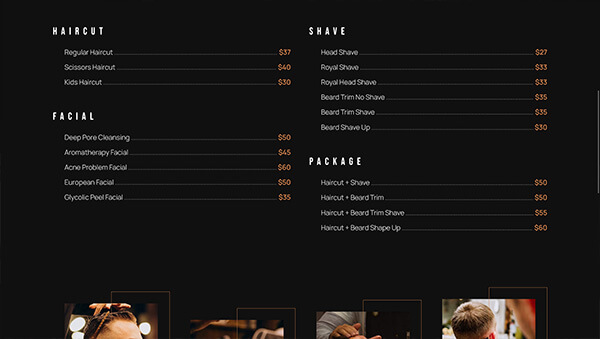 HAIRCUT
Regular Haircut $37
Scissors Haircut $40
Kids Haircut $30
FACIAL
Deep Pore Cleansing $50
Aromatherapy Facial $45
Acne Problem Facial $60
European Facial $50
Glycolic Peel Facial $35
SHAVE
Head Shave $27
Royal Shave $33
Royal Head Shave $33
Beard Trim No Shave $35
Beard Trim Shave $35
Beard Shave Up $30
PACKAGE
Haircut + Shave $50
Haircut + Beard Trim $50
Haircut + Beard Trim Shave $55
Haircut + Beard Shape Up $60